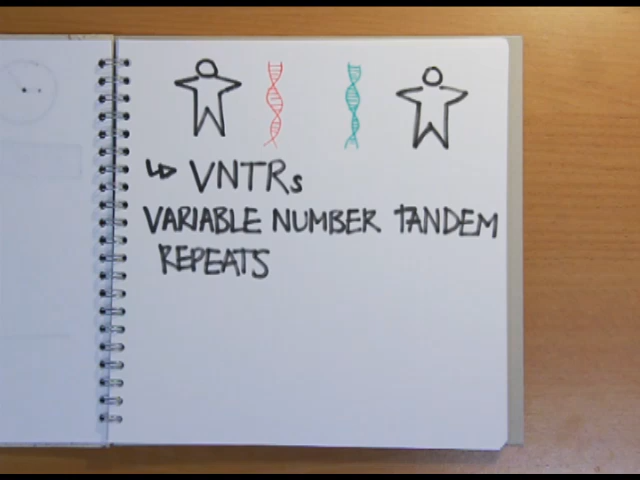 ↳ VNTRs
VARIABLE NUMBER TANDEM
REPEATS